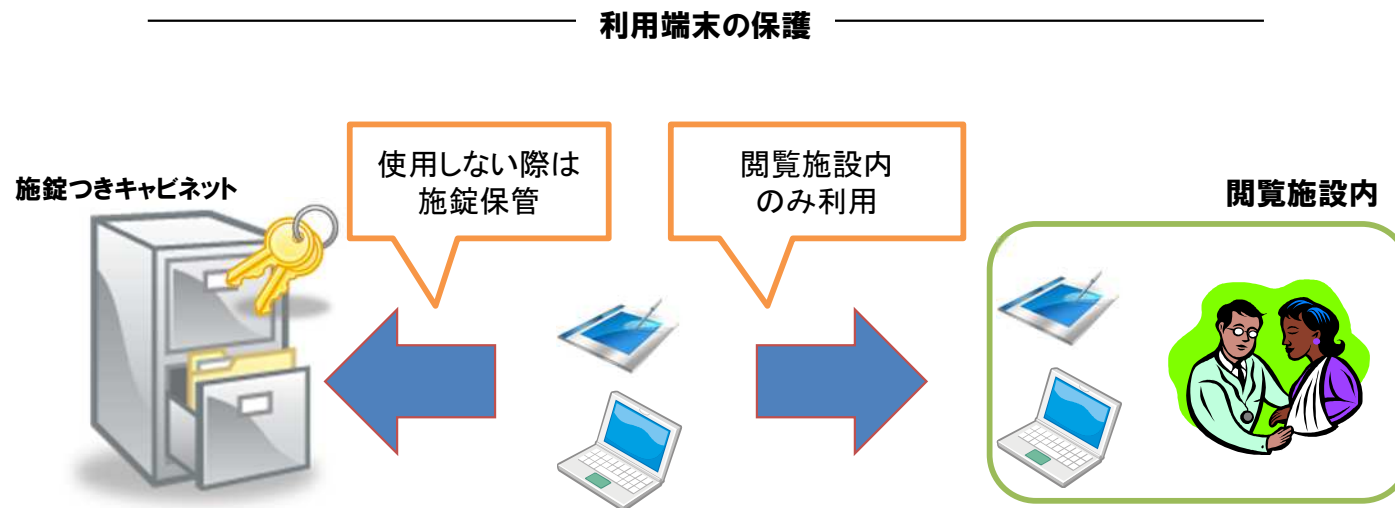 利用端末の保護
使用しない際は
施錠保管
閲覧施設内
のみ利用
施錠つきキャビネット
閲覧施設内